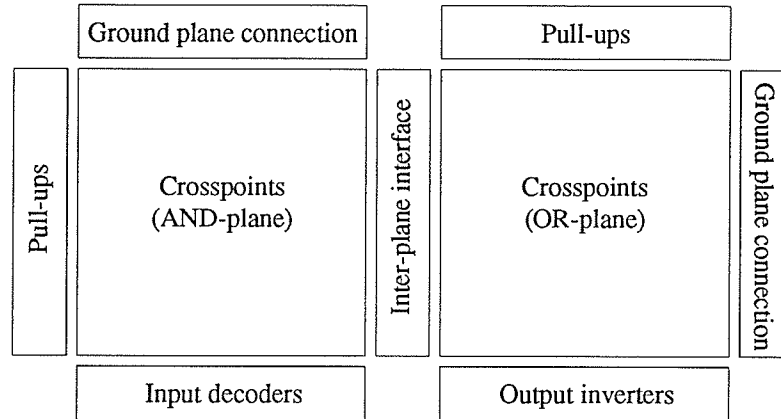 Ground plane connection
Pull-ups
Pull-ups
Crosspoints
(AND-plane)
Inter-plane interface
Crosspoints
(OR-plane)
Ground plane connection
Input decoders
Output inverters